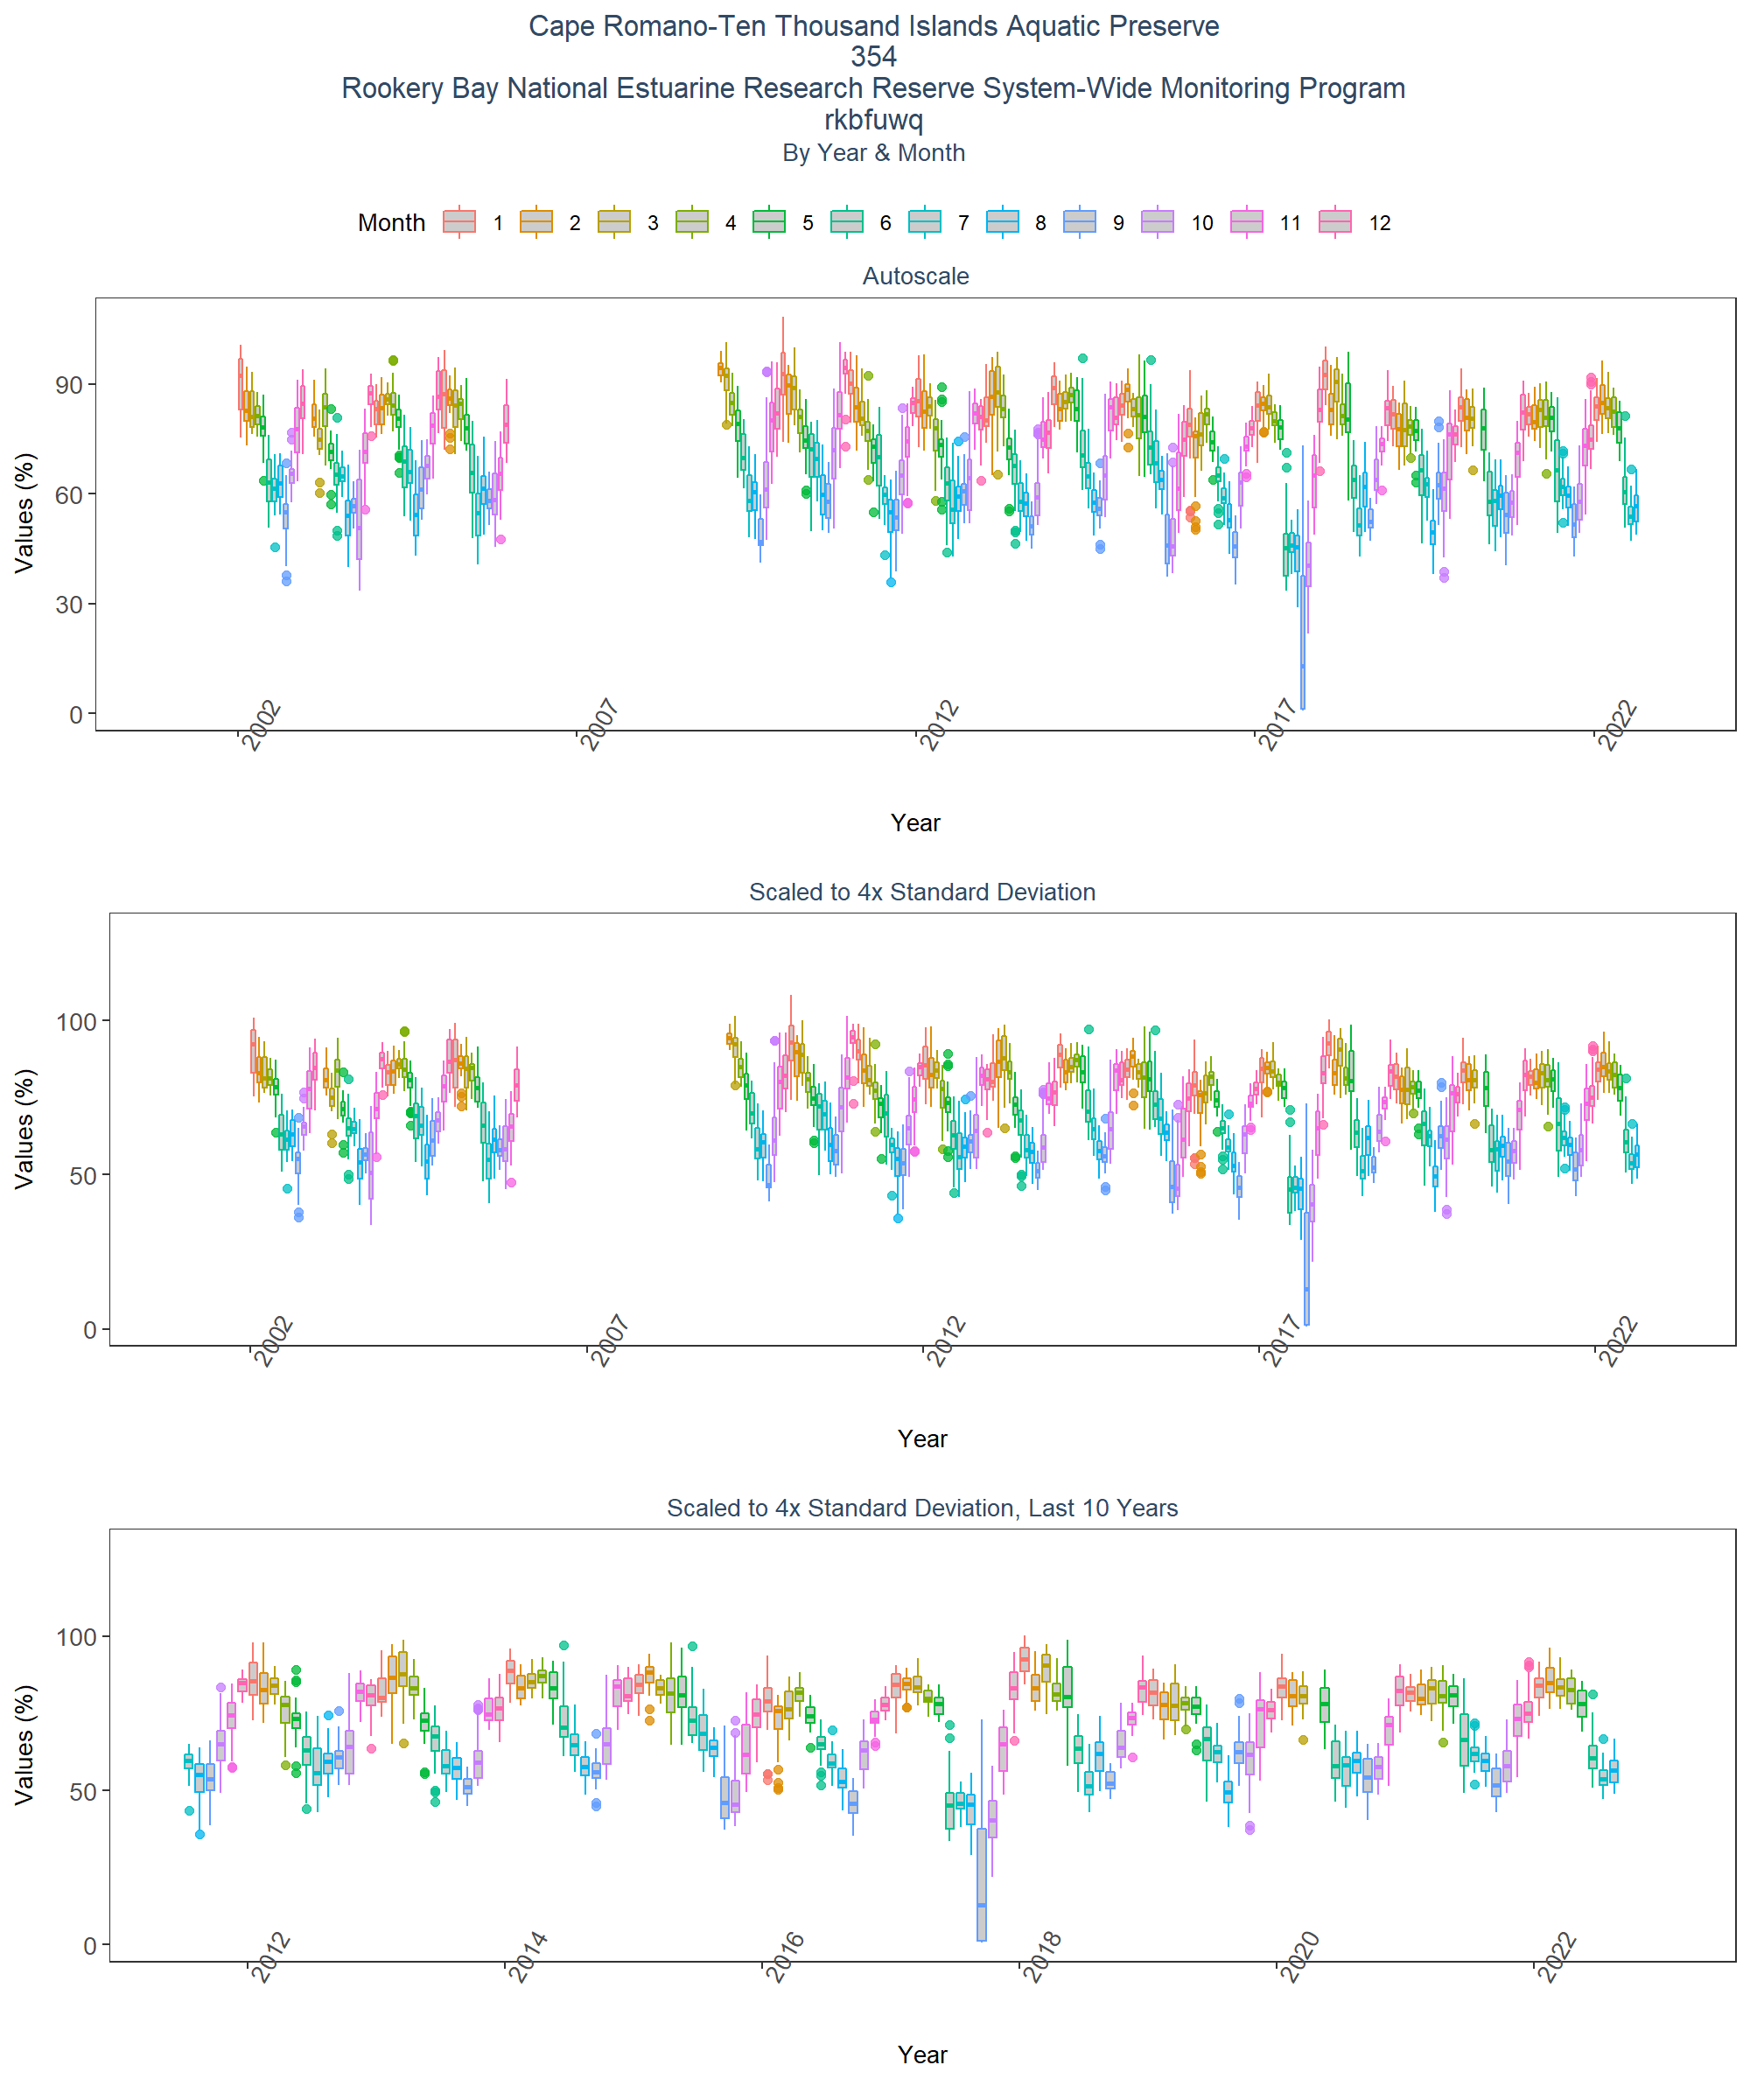 Cape Romano-Ten Thousand Islands Aquatic Preserve
354
Rookery Bay National Estuarine Research Reserve System-Wide Monitoring Program
rkbfuwq
By Year & Month
Month 1 2 3 4 5 6 7 8 9 10 11 12
Autoscale
Values (%)
90
60
30
0
2002 2007 2012 2017 2022
Year
Scaled to 4x Standard Deviation
Values (%)
100
50
0
2002 2007 2012 2017 2022
Year
Scaled to 4x Standard Deviation, Last 10 Years
Values (%)
100
50
0
2012 2014 2016 2018 2020 2022
Year